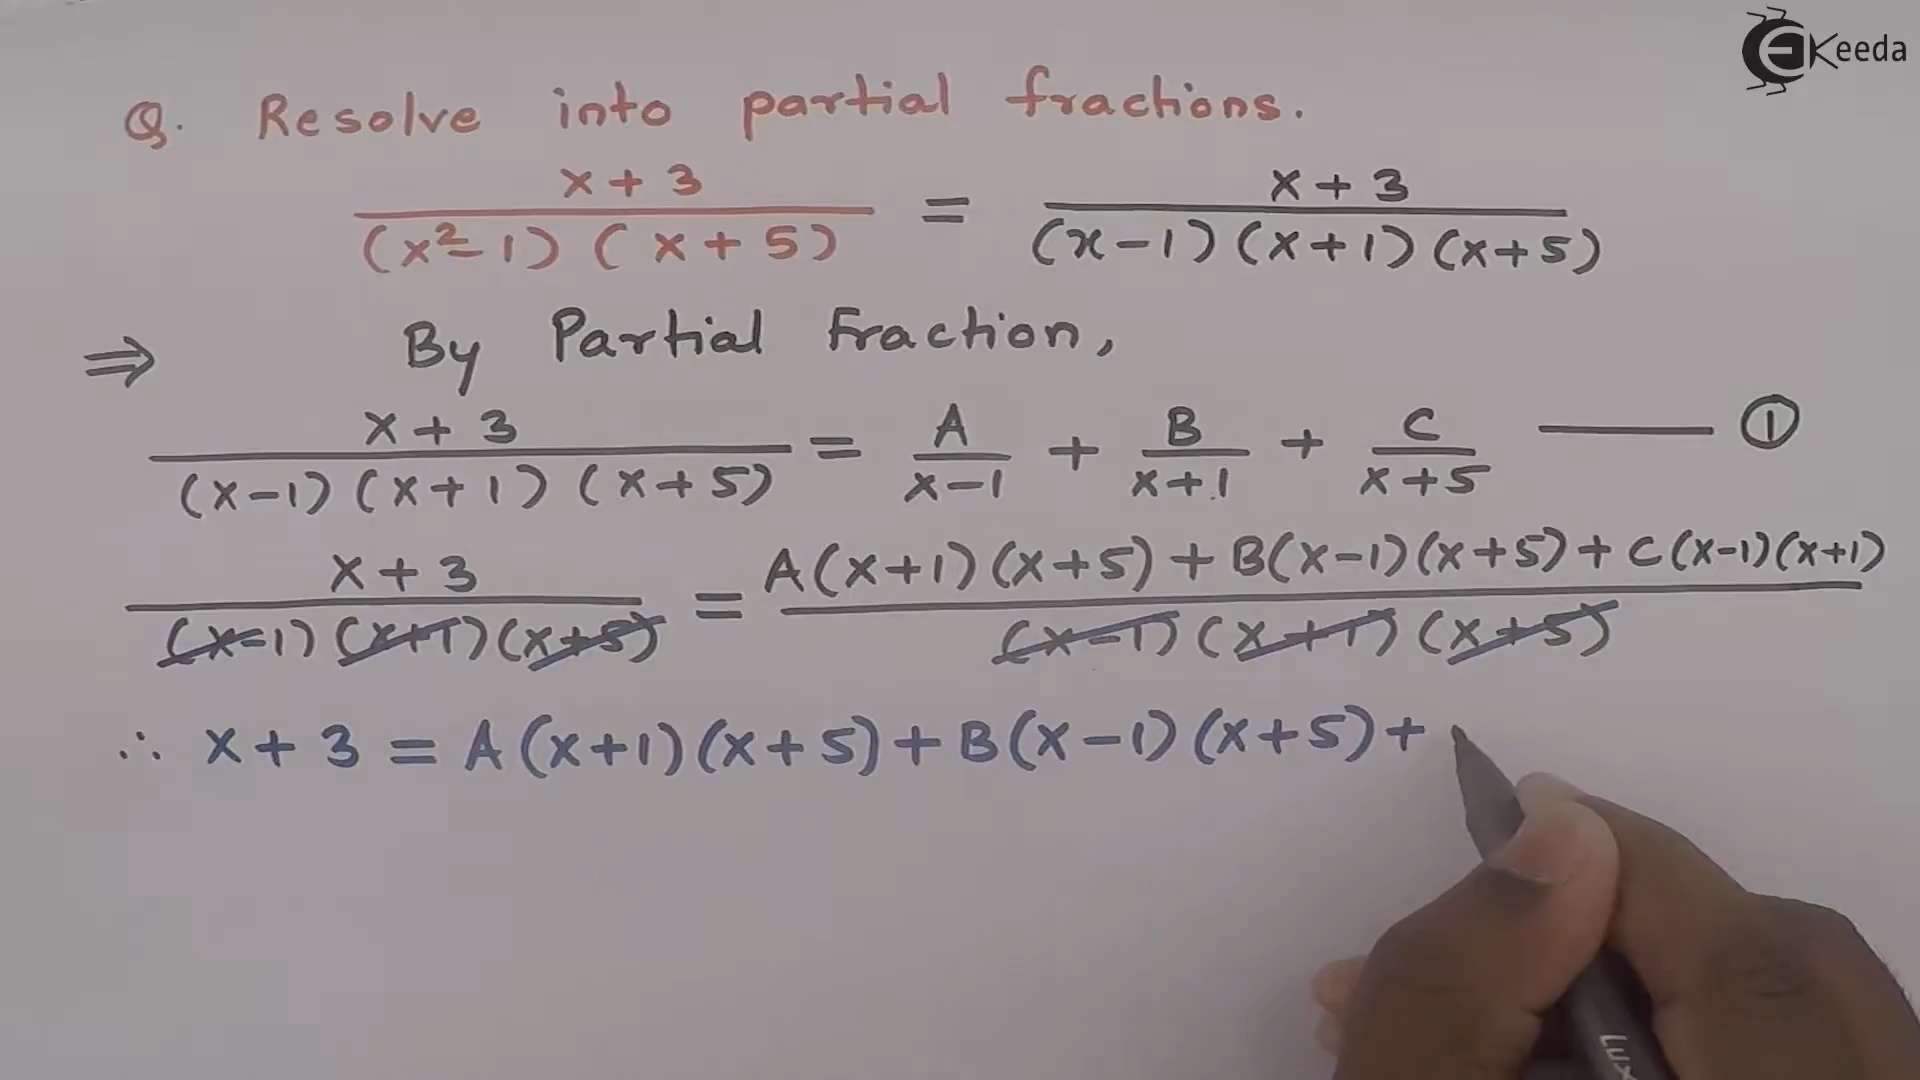 EKeeda
Q. Resolve into partial fractions.
x + 3 / (x² - 1) ( x + 5) = x + 3 / (x - 1) (x + 1) (x + 5)
⇒ By Partial Fraction,
x + 3 / (x - 1) (x + 1) (x + 5) = A / x - 1 + B / x + 1 + C / x + 5 —— ①
x + 3 / (x - 1) (x + 1) (x + 5) = A(x + 1) (x + 5) + B(x - 1) (x + 5) + C(x - 1)(x + 1) / (x - 1) (x + 1) (x + 5)
∴ x + 3 = A(x + 1) (x + 5) + B(x - 1) (x + 5) +
LUX